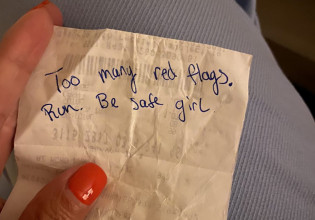 Too many red flags.
Run. Be safe girl